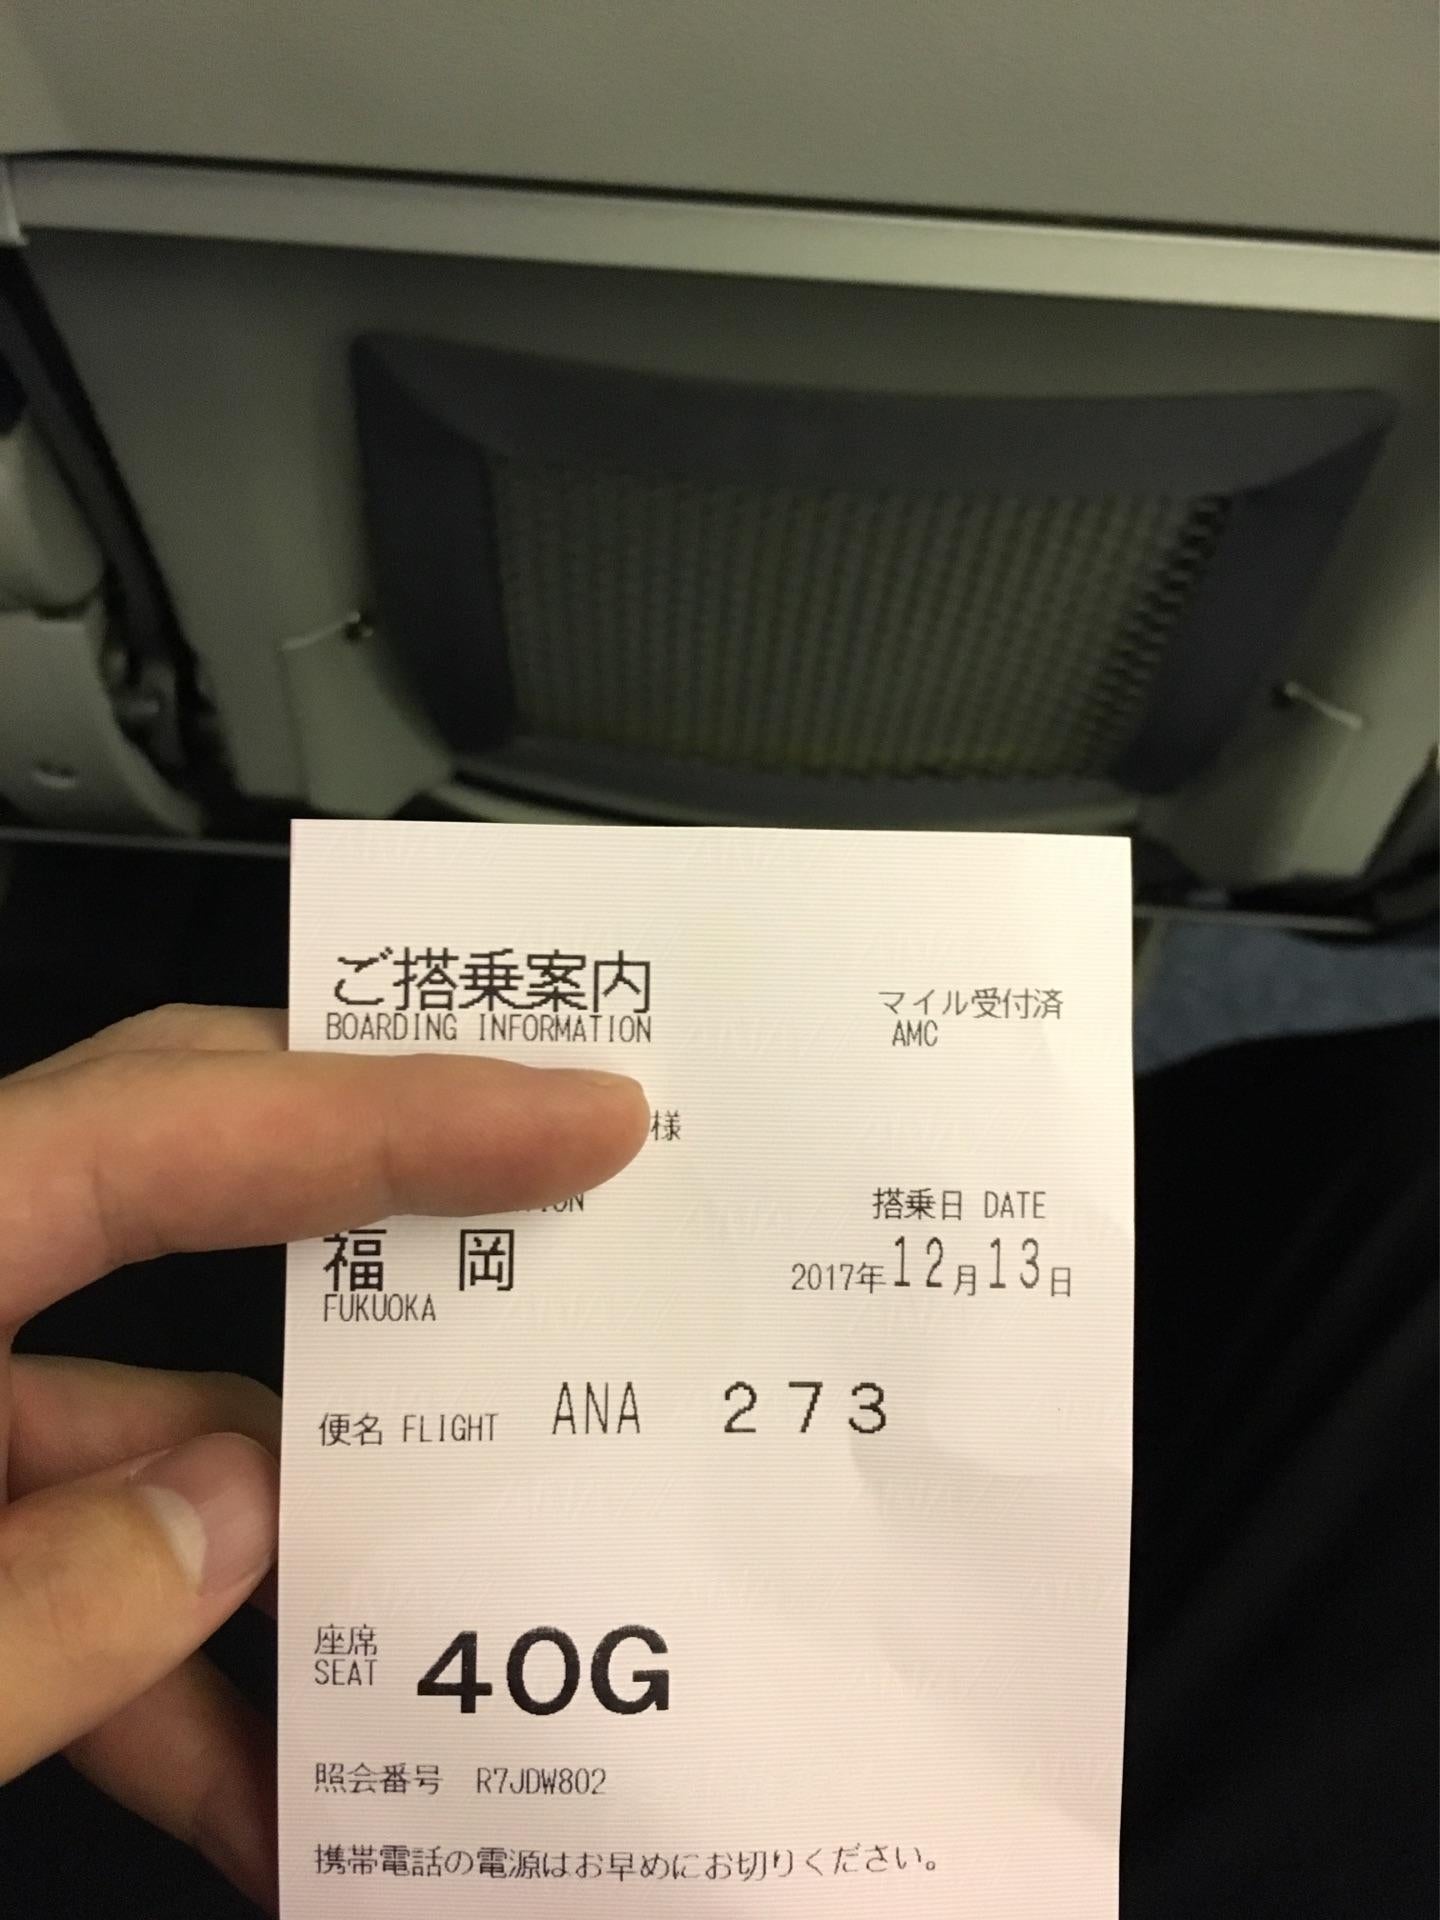 ご搭乗案内
BOARDING INFORMATION
マイル受付済
AMC
様
搭乗日 DATE
福 岡
FUKUOKA
2017年12月13日
便名 FLIGHT ANA 273
座席
SEAT
40G
照会番号 R7JDW802
携帯電話の電源はお早めにお切りください。